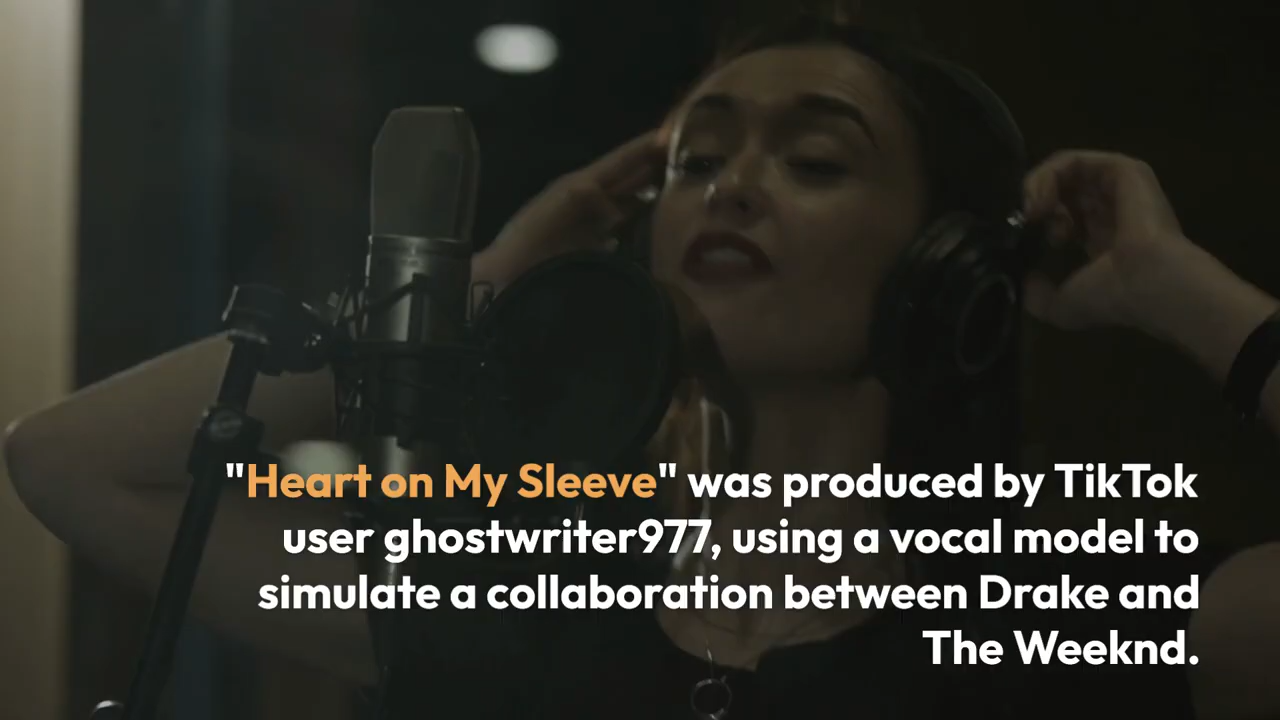 "Heart on My Sleeve" was produced by TikTok
user ghostwriter977, using a vocal model to
simulate a collaboration between Drake and
The Weeknd.